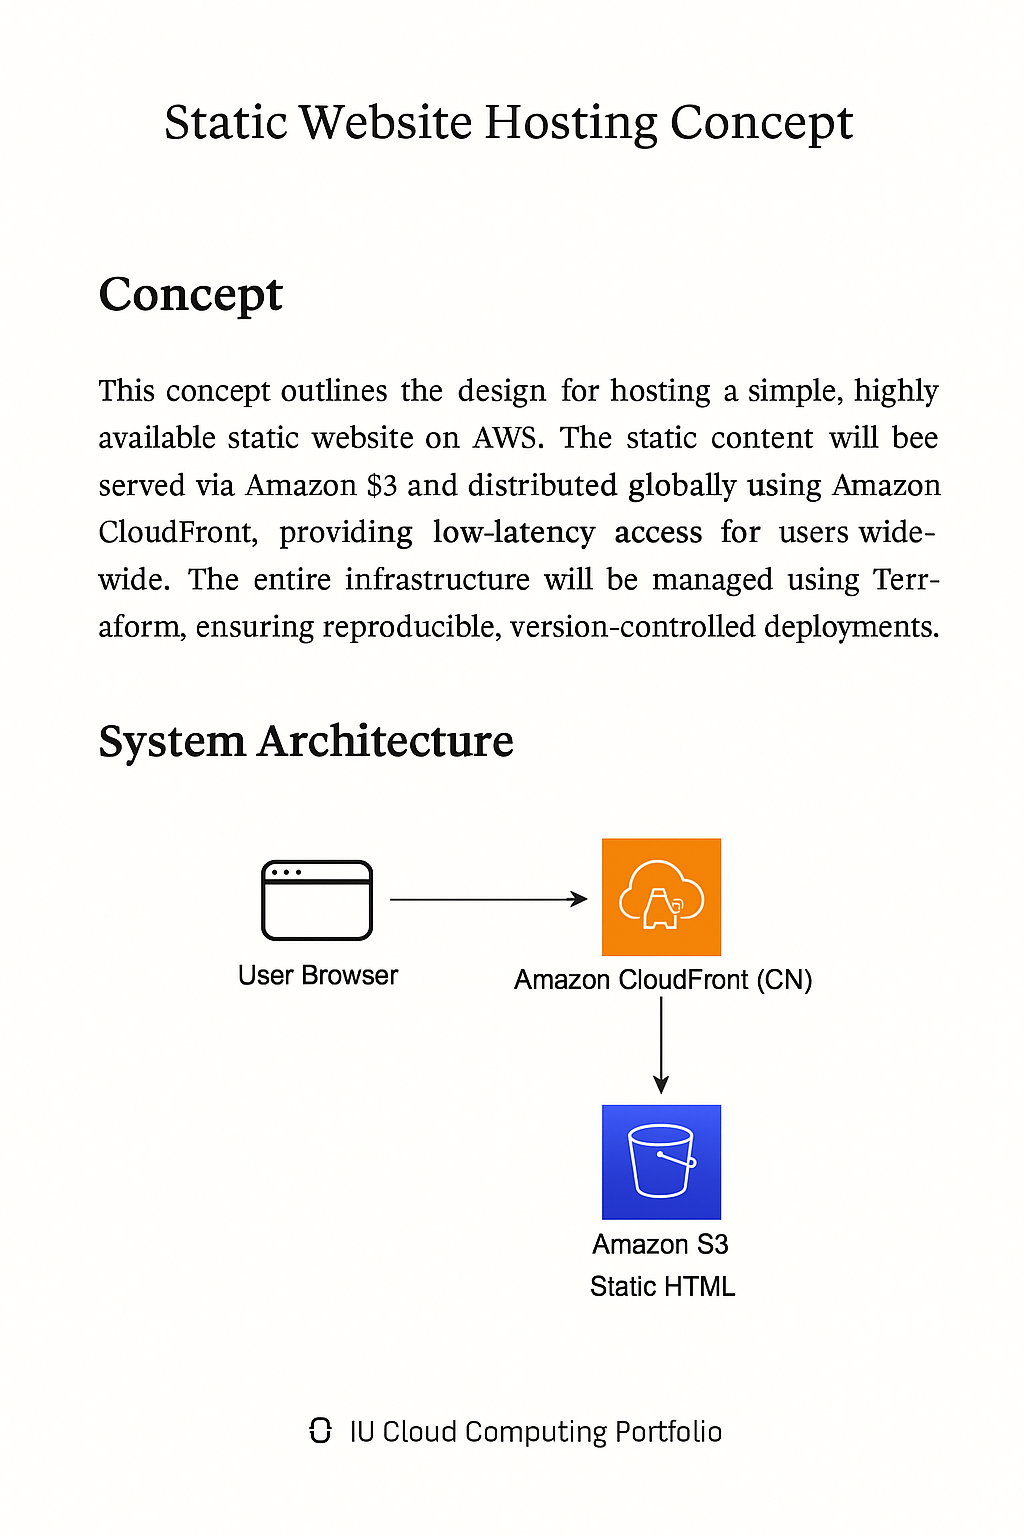 Static Website Hosting Concept
Concept
This concept outlines the design for hosting a simple, highly
available static website on AWS. The static content will bee
served via Amazon $3 and distributed globally using Amazon
CloudFront, providing low-latency access for users wide-
wide. The entire infrastructure will be managed using Terr-
aform, ensuring reproducible, version-controlled deployments.
System Architecture
User Browser
Amazon CloudFront (CN)
Amazon S3
Static HTML
IU Cloud Computing Portfolio